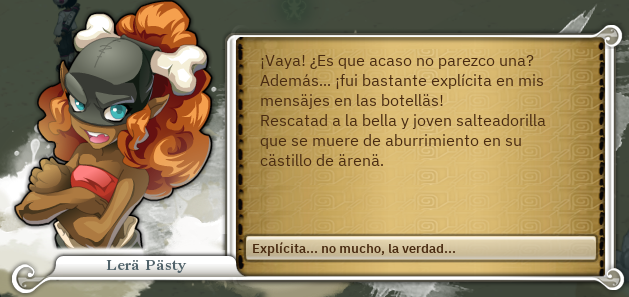 ¡Vaya! ¿Es que acaso no parezco una?
Además... ¡fui bastante explícita en mis
mensäjes en las botelläs!
Rescatad a la bella y joven salteadorilla
que se muere de aburrimiento en su
cästillo de ärenä.
Explícita... no mucho, la verdad...
Lerä Pästy